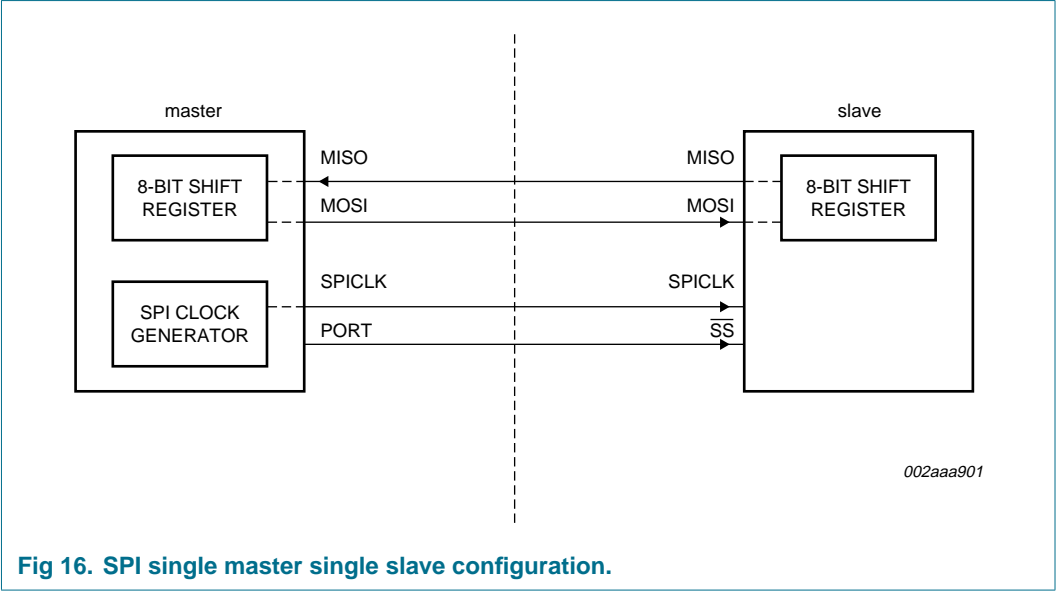 master
slave
8-BIT SHIFT
REGISTER
MISO
MISO
8-BIT SHIFT
REGISTER
MOSI
MOSI
SPI CLOCK
GENERATOR
SPICLK
SPICLK
PORT
S̅S̅
002aaa901
Fig 16. SPI single master single slave configuration.